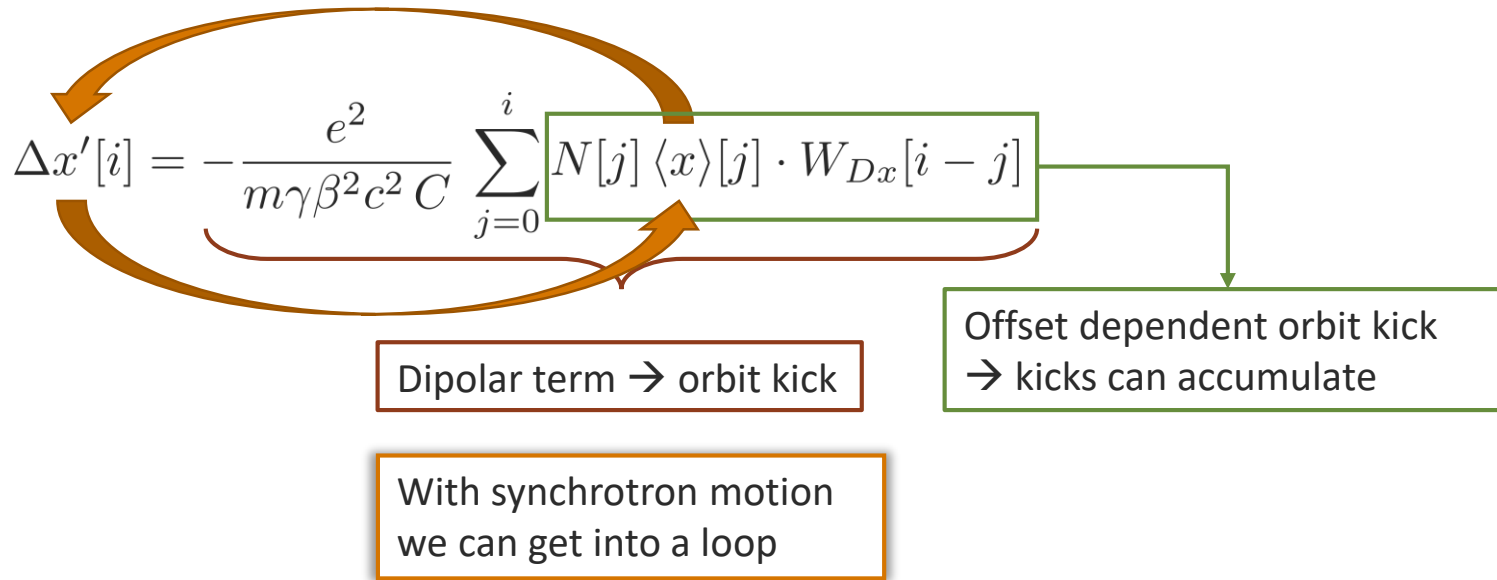 Δx'[i] = − e² / (mγβ²c² C) ∑_{j=0}^{i} N[j] ⟨x⟩[j] · W_{Dx}[i − j]
Dipolar term → orbit kick
Offset dependent orbit kick
→ kicks can accumulate
With synchrotron motion
we can get into a loop